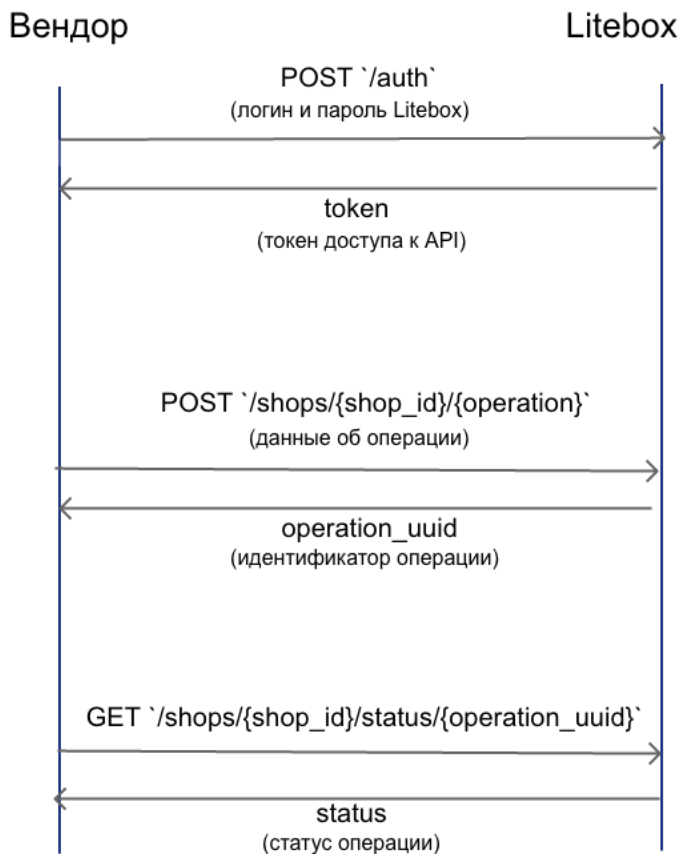 Вендор
Litebox
POST `/auth`
(логин и пароль Litebox)
token
(токен доступа к API)
POST `/shops/{shop_id}/{operation}`
(данные об операции)
operation_uuid
(идентификатор операции)
GET `/shops/{shop_id}/status/{operation_uuid}`
status
(статус операции)